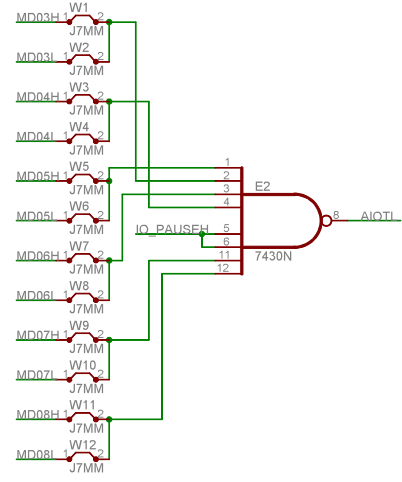 W1
MD03H 1 2
J7MM
W2
MD03L 1 2
J7MM
W3
MD04H 1 2
J7MM
W4
MD04L 1 2
J7MM
W5
MD05H 1 2
J7MM
W6
MD05L 1 2
J7MM
W7
MD06H 1 2
J7MM
W8
MD06L 1 2
J7MM
W9
MD07H 1 2
J7MM
W10
MD07L 1 2
J7MM
W11
MD08H 1 2
J7MM
W12
MD08L 1 2
J7MM
1
2
3
4
IO_PAUSEH 5
6
11
12
E2
8 AIOTL
7430N